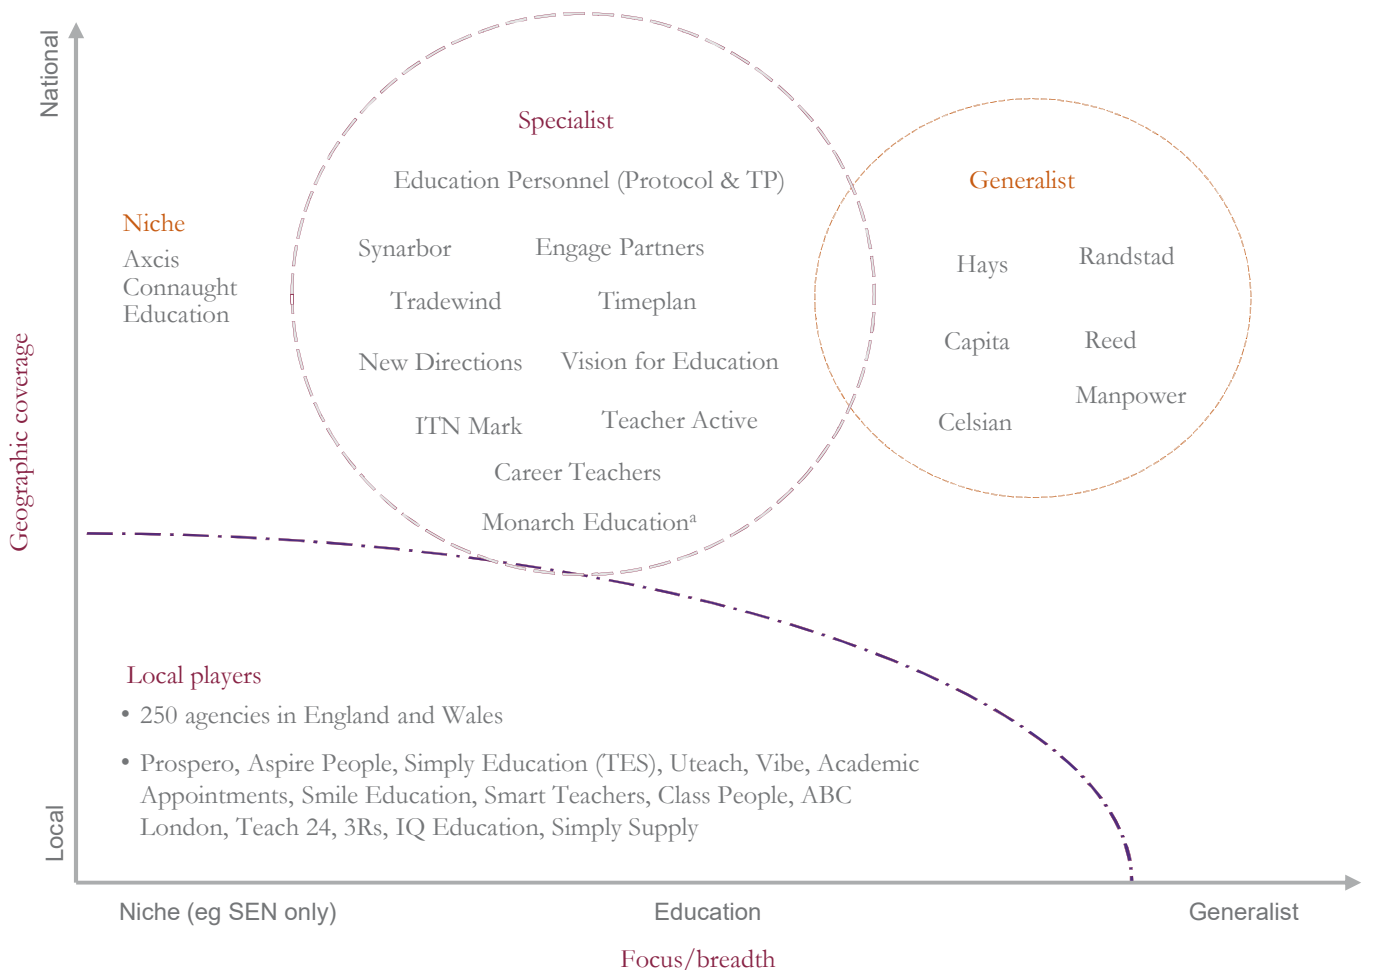 National
Specialist
Education Personnel (Protocol & TP)
Generalist
Niche
Axcis
Connaught
Education
Synarbor
Engage Partners
Hays
Randstad
Tradewind
Timeplan
New Directions
Vision for Education
Capita
Reed
Manpower
ITN Mark
Teacher Active
Celsian
Career Teachers
Monarch Educationᵃ
Geographic coverage
Local players
• 250 agencies in England and Wales
• Prospero, Aspire People, Simply Education (TES), Uteach, Vibe, Academic
Appointments, Smile Education, Smart Teachers, Class People, ABC
London, Teach 24, 3Rs, IQ Education, Simply Supply
Local
Niche (eg SEN only)
Education
Generalist
Focus/breadth